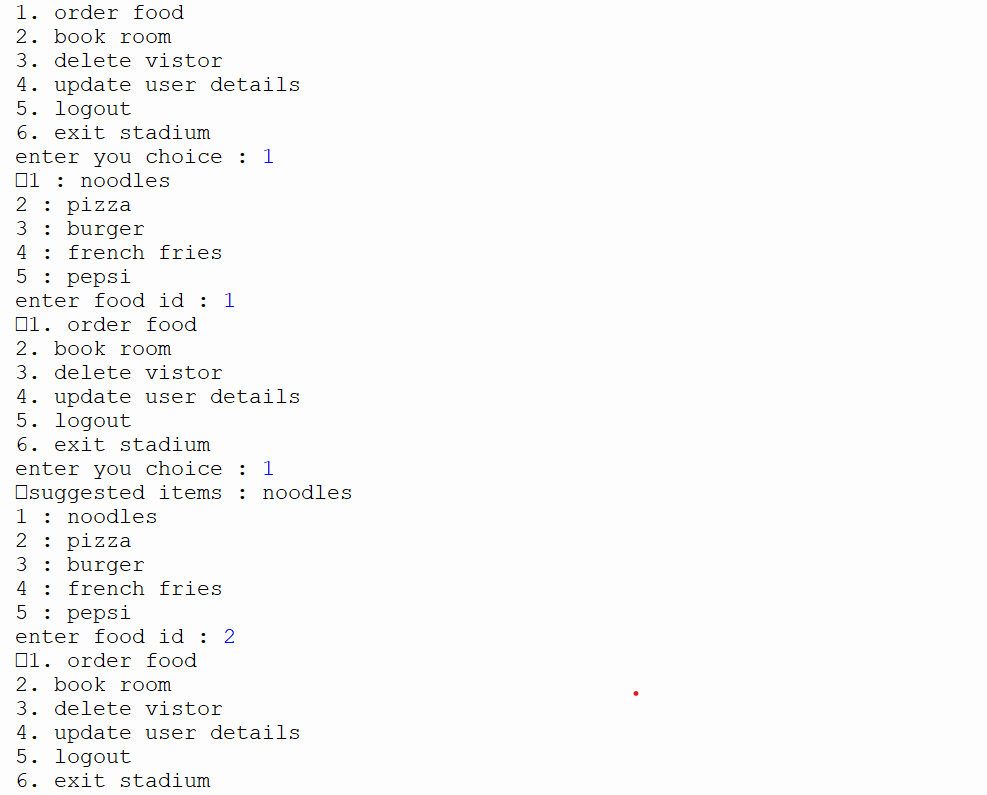 1. order food
2. book room
3. delete vistor
4. update user details
5. logout
6. exit stadium
enter you choice : 1
□1 : noodles
2 : pizza
3 : burger
4 : french fries
5 : pepsi
enter food id : 1
□1. order food
2. book room
3. delete vistor
4. update user details
5. logout
6. exit stadium
enter you choice : 1
□suggested items : noodles
1 : noodles
2 : pizza
3 : burger
4 : french fries
5 : pepsi
enter food id : 2
□1. order food
2. book room
3. delete vistor
4. update user details
5. logout
6. exit stadium